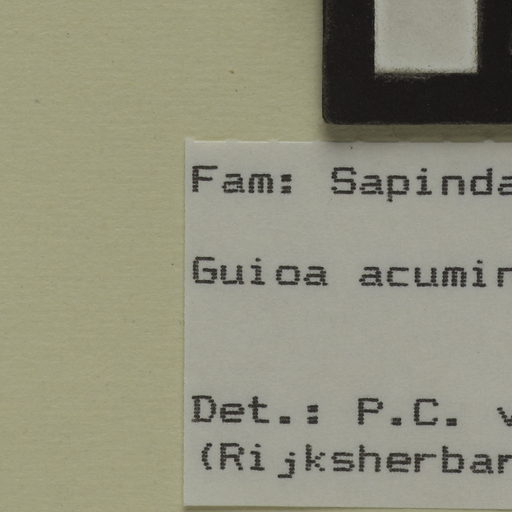 Fam: Sapinda
Guioa acumin
Det.: P.C. v
(Rijksherbar